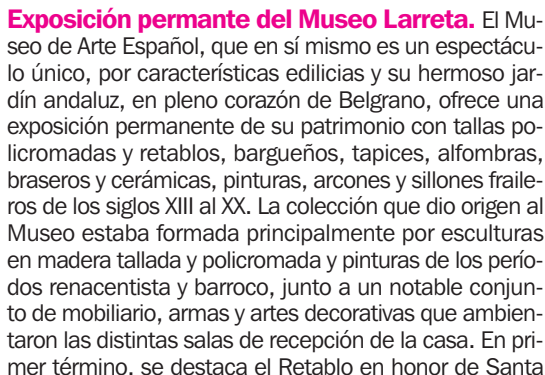 Exposición permante del Museo Larreta. El Mu-
seo de Arte Español, que en sí mismo es un espectácu-
lo único, por características edilicias y su hermoso jar-
dín andaluz, en pleno corazón de Belgrano, ofrece una
exposición permanente de su patrimonio con tallas po-
licromadas y retablos, bargueños, tapices, alfombras,
braseros y cerámicas, pinturas, arcones y sillones fraile-
ros de los siglos XIII al XX. La colección que dio origen al
Museo estaba formada principalmente por esculturas
en madera tallada y policromada y pinturas de los perío-
dos renacentista y barroco, junto a un notable conjun-
to de mobiliario, armas y artes decorativas que ambien-
taron las distintas salas de recepción de la casa. En pri-
mer término, se destaca el Retablo en honor de Santa